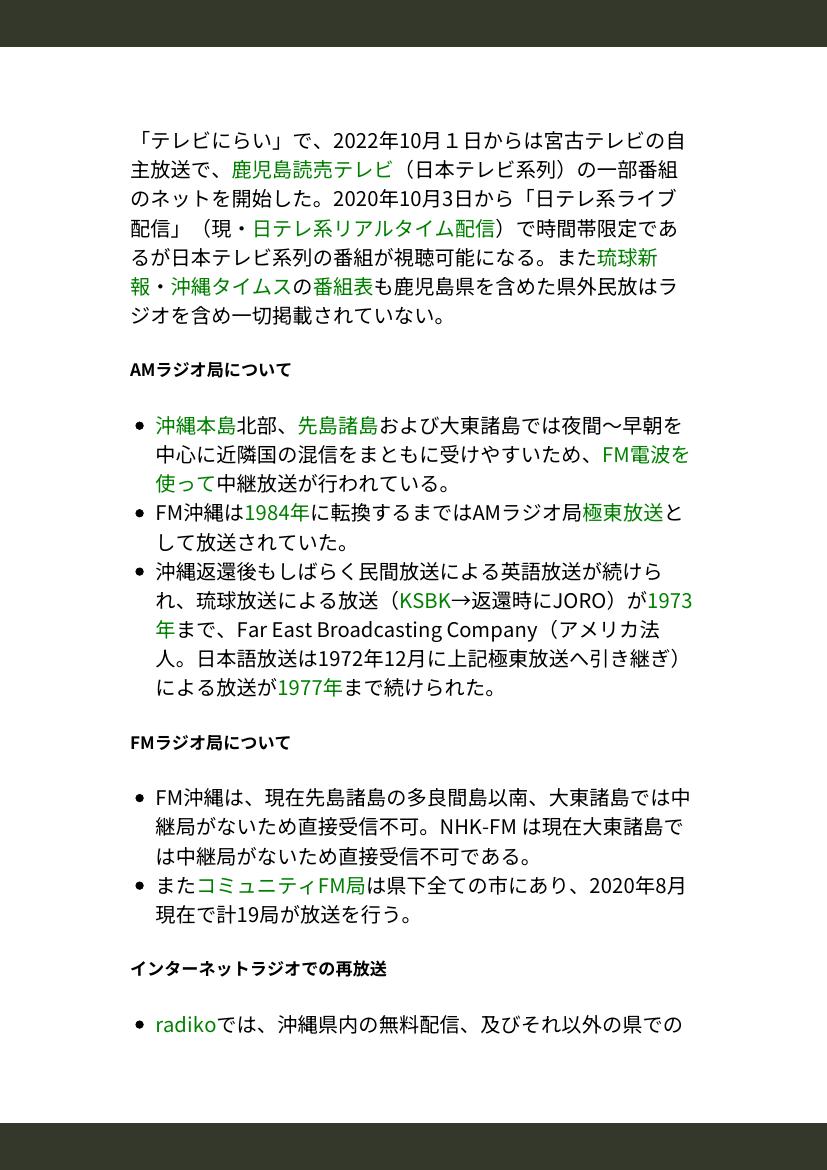 「テレビにらい」で、2022年10月１日からは宮古テレビの自
主放送で、鹿児島読売テレビ（日本テレビ系列）の一部番組
のネットを開始した。2020年10月3日から「日テレ系ライブ
配信」（現・日テレ系リアルタイム配信）で時間帯限定であ
るが日本テレビ系列の番組が視聴可能になる。また琉球新
報・沖縄タイムスの番組表も鹿児島県を含めた県外民放はラ
ジオを含め一切掲載されていない。
AMラジオ局について
• 沖縄本島北部、先島諸島および大東諸島では夜間～早朝を
中心に近隣国の混信をまともに受けやすいため、FM電波を
使って中継放送が行われている。
• FM沖縄は1984年に転換するまではAMラジオ局極東放送と
して放送されていた。
• 沖縄返還後もしばらく民間放送による英語放送が続けら
れ、琉球放送による放送（KSBK→返還時にJORO）が1973
年まで、Far East Broadcasting Company（アメリカ法
人。日本語放送は1972年12月に上記極東放送へ引き継ぎ）
による放送が1977年まで続けられた。
FMラジオ局について
• FM沖縄は、現在先島諸島の多良間島以南、大東諸島では中
継局がないため直接受信不可。NHK-FM は現在大東諸島で
は中継局がないため直接受信不可である。
• またコミュニティFM局は県下全ての市にあり、2020年8月
現在で計19局が放送を行う。
インターネットラジオでの再放送
• radikoでは、沖縄県内の無料配信、及びそれ以外の県での